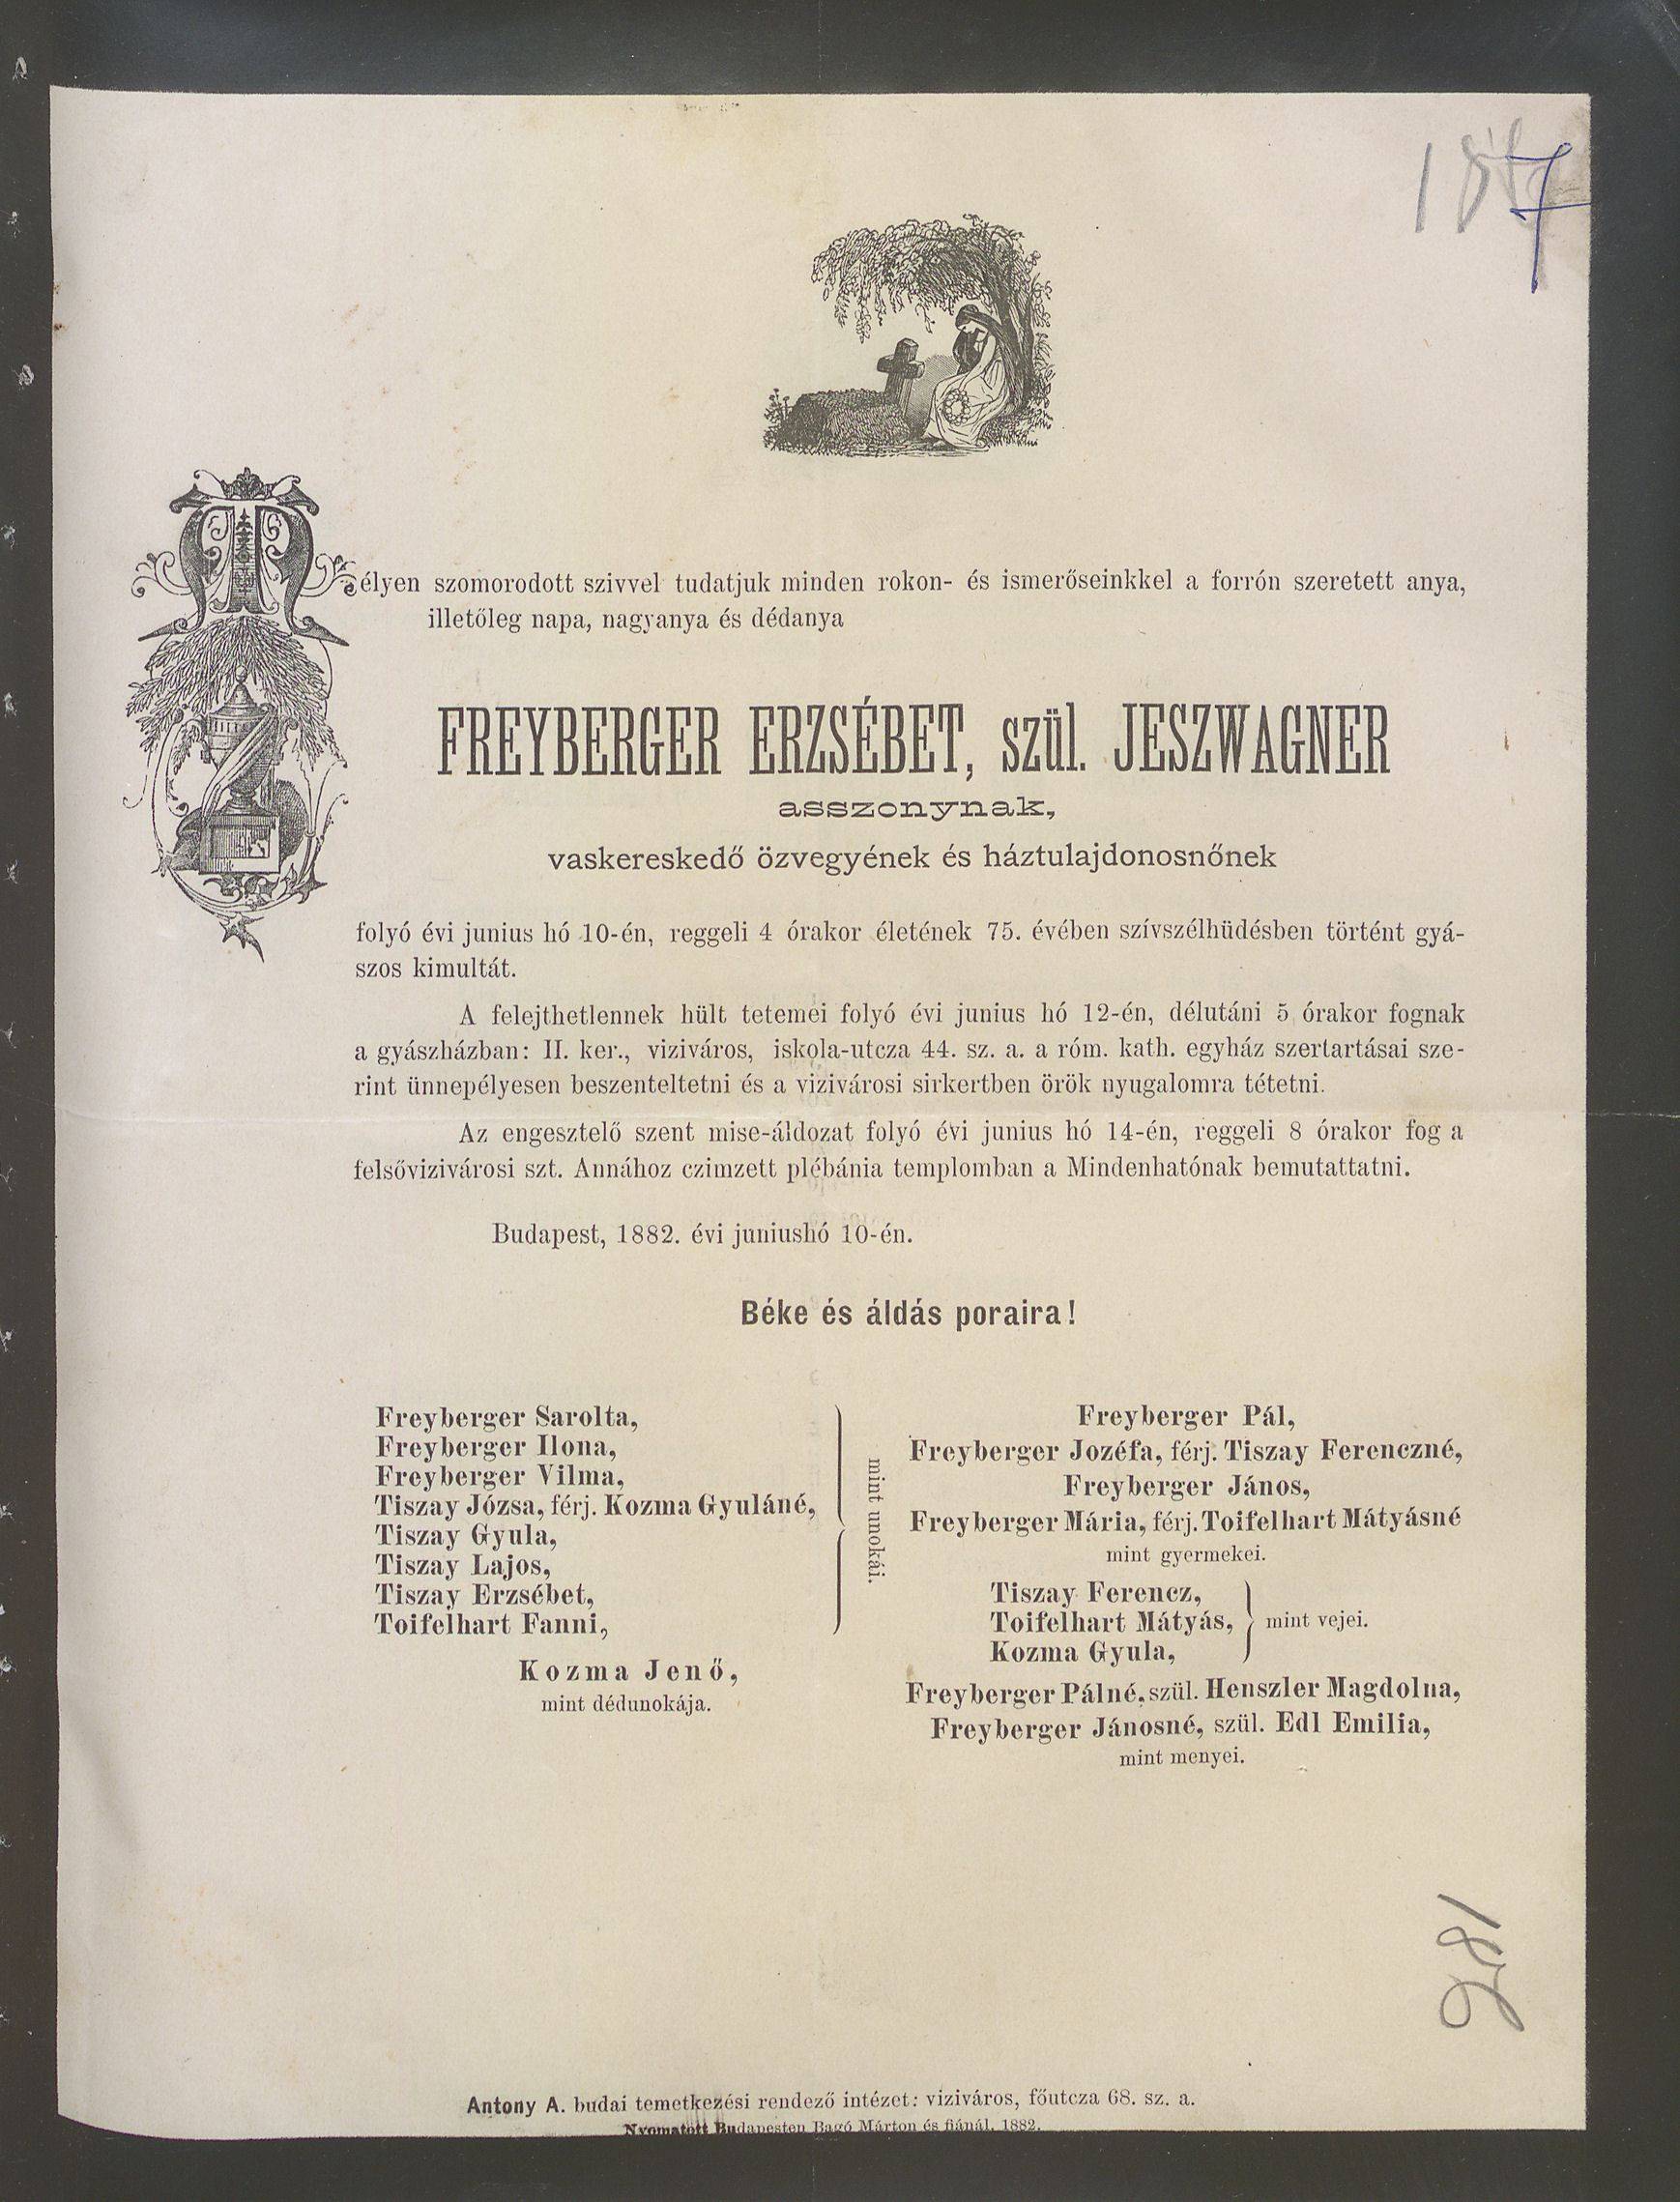 Mélyen szomorodott szivvel tudatjuk minden rokon- és ismerőseinkkel a forrón szeretett anya,
illetőleg napa, nagyanya és dédanya
FREYBERGER ERZSÉBET, szül. JESZWAGNER
asszonynak,
vaskereskedő özvegyének és háztulajdonosnőnek
folyó évi junius hó 10-én, reggeli 4 órakor életének 75. évében szívszélhüdésben történt gyá-
szos kimultát.
A felejthetlennek hült tetemei folyó évi junius hó 12-én, délutáni 5 órakor fognak
a gyászházban: II. ker., viziváros, iskola-utcza 44. sz. a. a róm. kath. egyház szertartásai sze-
rint ünnepélyesen beszenteltetni és a vizivárosi sirkertben örök nyugalomra tétetni.
Az engesztelő szent mise-áldozat folyó évi junius hó 14-én, reggeli 8 órakor fog a
felsővizivárosi szt. Annához czimzett plébánia templomban a Mindenhatónak bemutattatni.
Budapest, 1882. évi juniushó 10-én.
Béke és áldás poraira!
Freyberger Sarolta,
Freyberger Ilona,
Freyberger Vilma,
Tiszay Józsa, férj. Kozma Gyuláné,
Tiszay Gyula,
Tiszay Lajos,
Tiszay Erzsébet,
Toifelhart Fanni,
mint unokái.
Kozma Jenő,
mint dédunokája.
Freyberger Pál,
Freyberger Jozéfa, férj. Tiszay Ferenczné,
Freyberger János,
Freyberger Mária, férj. Toifelhart Mátyásné
mint gyermekei.
Tiszay Ferencz,
Toifelhart Mátyás,
Kozma Gyula,
mint vejei.
Freyberger Pálné, szül. Henszler Magdolna,
Freyberger Jánosné, szül. Edl Emilia,
mint menyei.
Antony A. budai temetkezési rendező intézet: viziváros, főutcza 68. sz. a.
Nyomatott Budapesten Bagó Márton és fiánál, 1882.